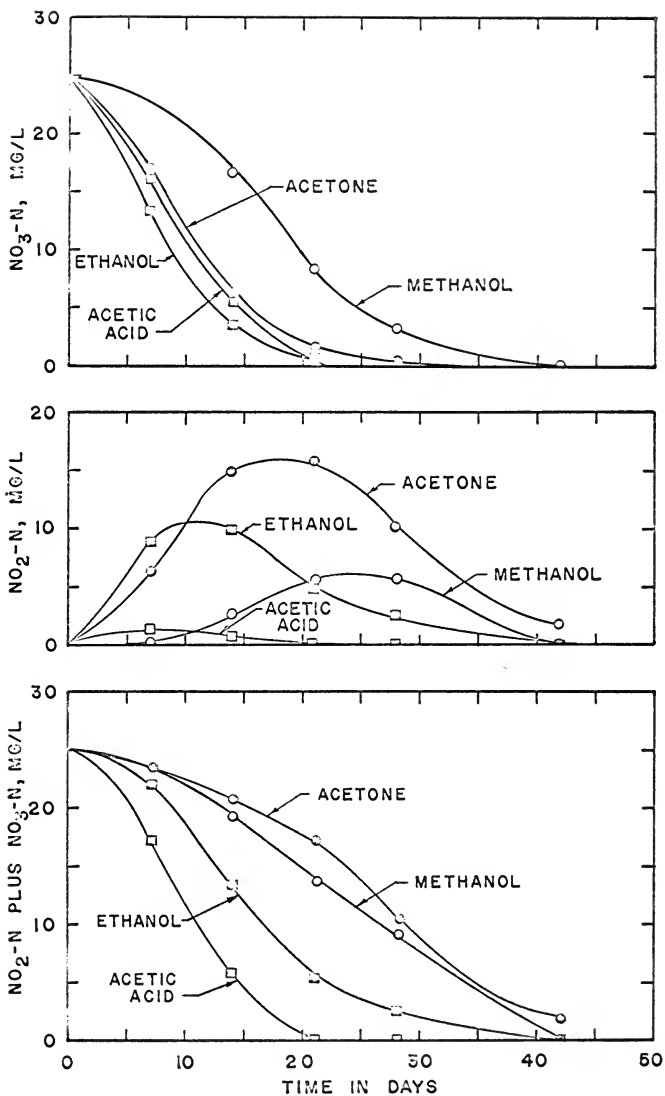 30
20
10
0
NO3-N, MG/L
ACETONE
ETHANOL
METHANOL
ACETIC
ACID
20
10
0
NO2-N, MG/L
ACETONE
ETHANOL
METHANOL
ACETIC
ACID
30
20
10
0
NO2-N PLUS NO3-N, MG/L
ACETONE
METHANOL
ETHANOL
ACETIC
ACID
0 10 20 30 40 50
TIME IN DAYS